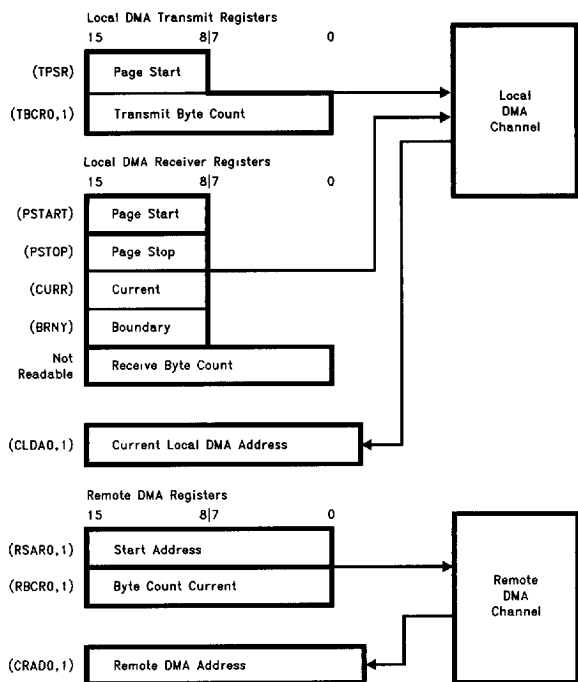 Local DMA Transmit Registers
15 8|7 0
(TPSR) Page Start
(TBCR0,1) Transmit Byte Count
Local
DMA
Channel
Local DMA Receiver Registers
15 8|7 0
(PSTART) Page Start
(PSTOP) Page Stop
(CURR) Current
(BRNY) Boundary
Not
Readable
Receive Byte Count
(CLDA0,1) Current Local DMA Address
Remote DMA Registers
15 8|7 0
(RSAR0,1) Start Address
(RBCR0,1) Byte Count Current
Remote
DMA
Channel
(CRAD0,1) Remote DMA Address